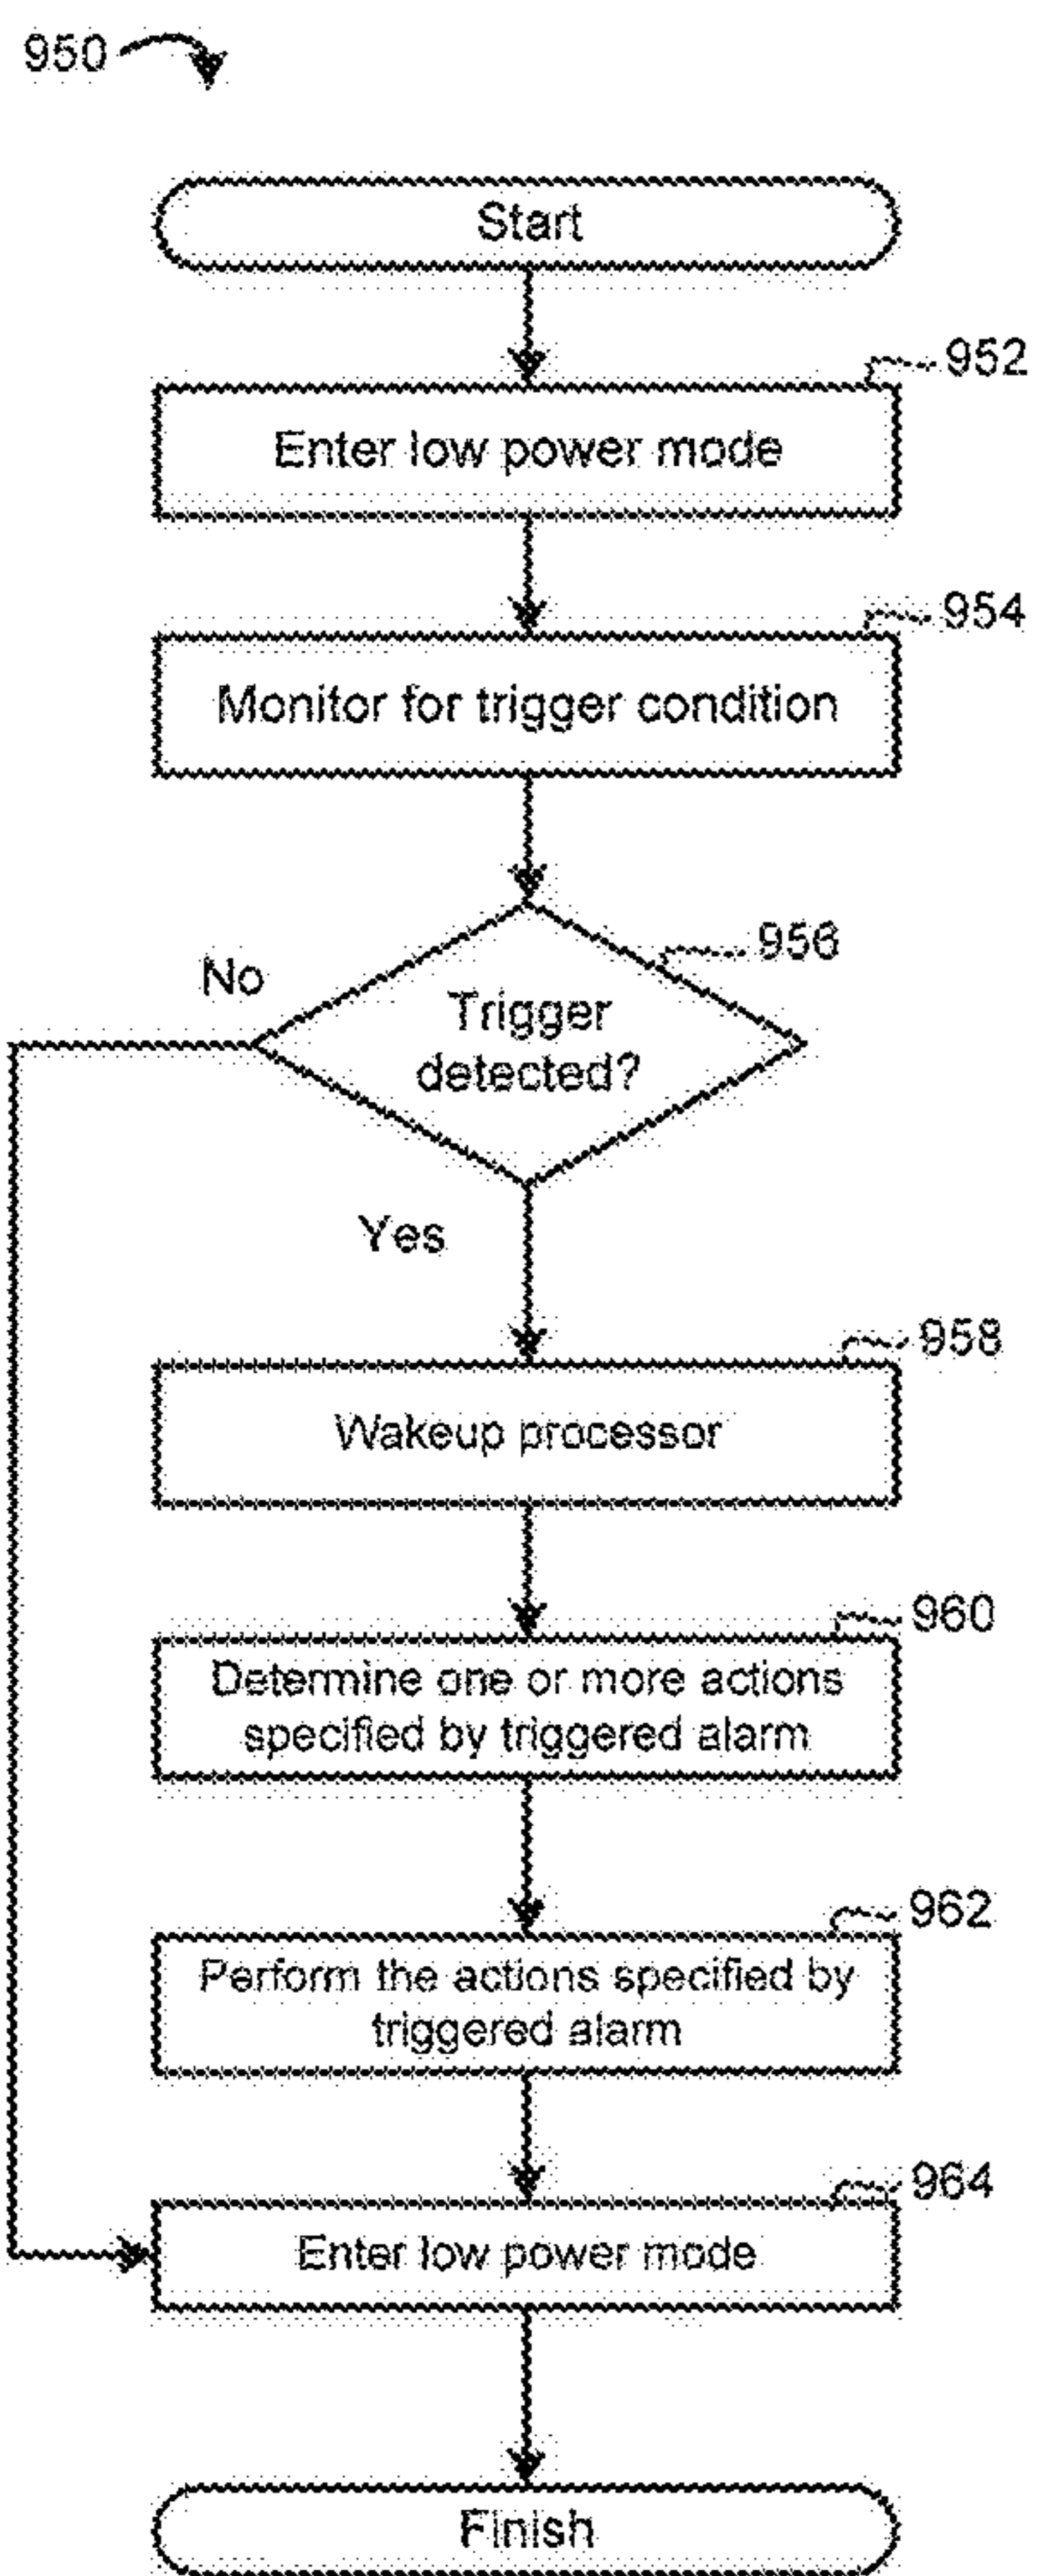 950
Start
952
Enter low power mode
954
Monitor for trigger condition
956
No
Trigger
detected?
Yes
958
Wakeup processor
960
Determine one or more actions
specified by triggered alarm
962
Perform the actions specified by
triggered alarm
964
Enter low power mode
Finish